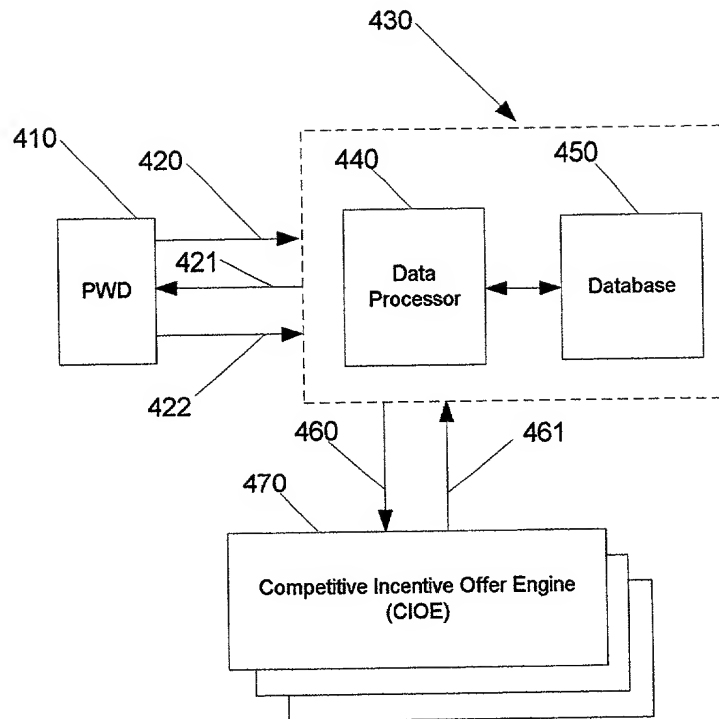 430
410
420
440
450
421
PWD
Data
Processor
Database
422
460
461
470
Competitive Incentive Offer Engine
(CIOE)